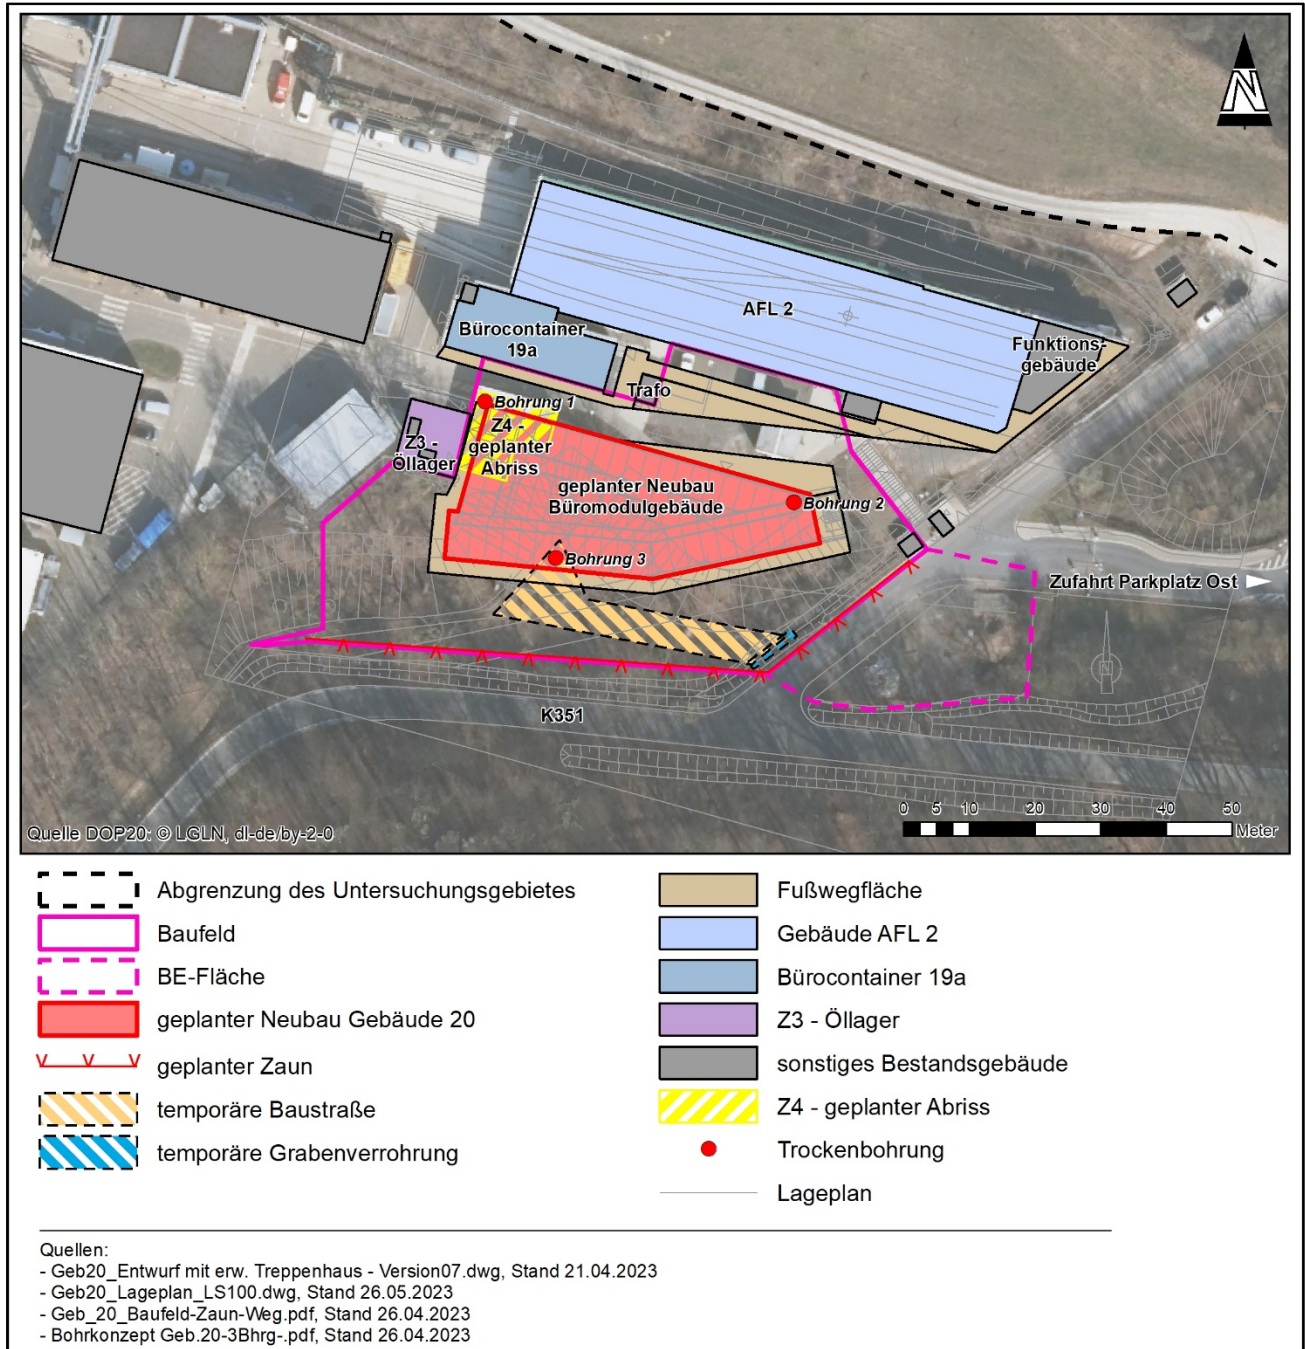 N
AFL 2
Bürocontainer
19a
Funktions-
gebäude
Trafo
Bohrung 1
Z4 -
geplanter
Abriss
Z3 -
Öllager
geplanter Neubau
Büromodulgebäude
Bohrung 2
Bohrung 3
Zufahrt Parkplatz Ost
N
K351
0 5 10 20 30 40 50
Meter
Quelle DOP20: © LGLN, dl-de/by-2-0
Abgrenzung des Untersuchungsgebietes
Baufeld
BE-Fläche
geplanter Neubau Gebäude 20
geplanter Zaun
temporäre Baustraße
temporäre Grabenverrohrung
Fußwegfläche
Gebäude AFL 2
Bürocontainer 19a
Z3 - Öllager
sonstiges Bestandsgebäude
Z4 - geplanter Abriss
Trockenbohrung
Lageplan
Quellen:
- Geb20_Entwurf mit erw. Treppenhaus - Version07.dwg, Stand 21.04.2023
- Geb20_Lageplan_LS100.dwg, Stand 26.05.2023
- Geb_20_Baufeld-Zaun-Weg.pdf, Stand 26.04.2023
- Bohrkonzept Geb.20-3Bhrg-.pdf, Stand 26.04.2023